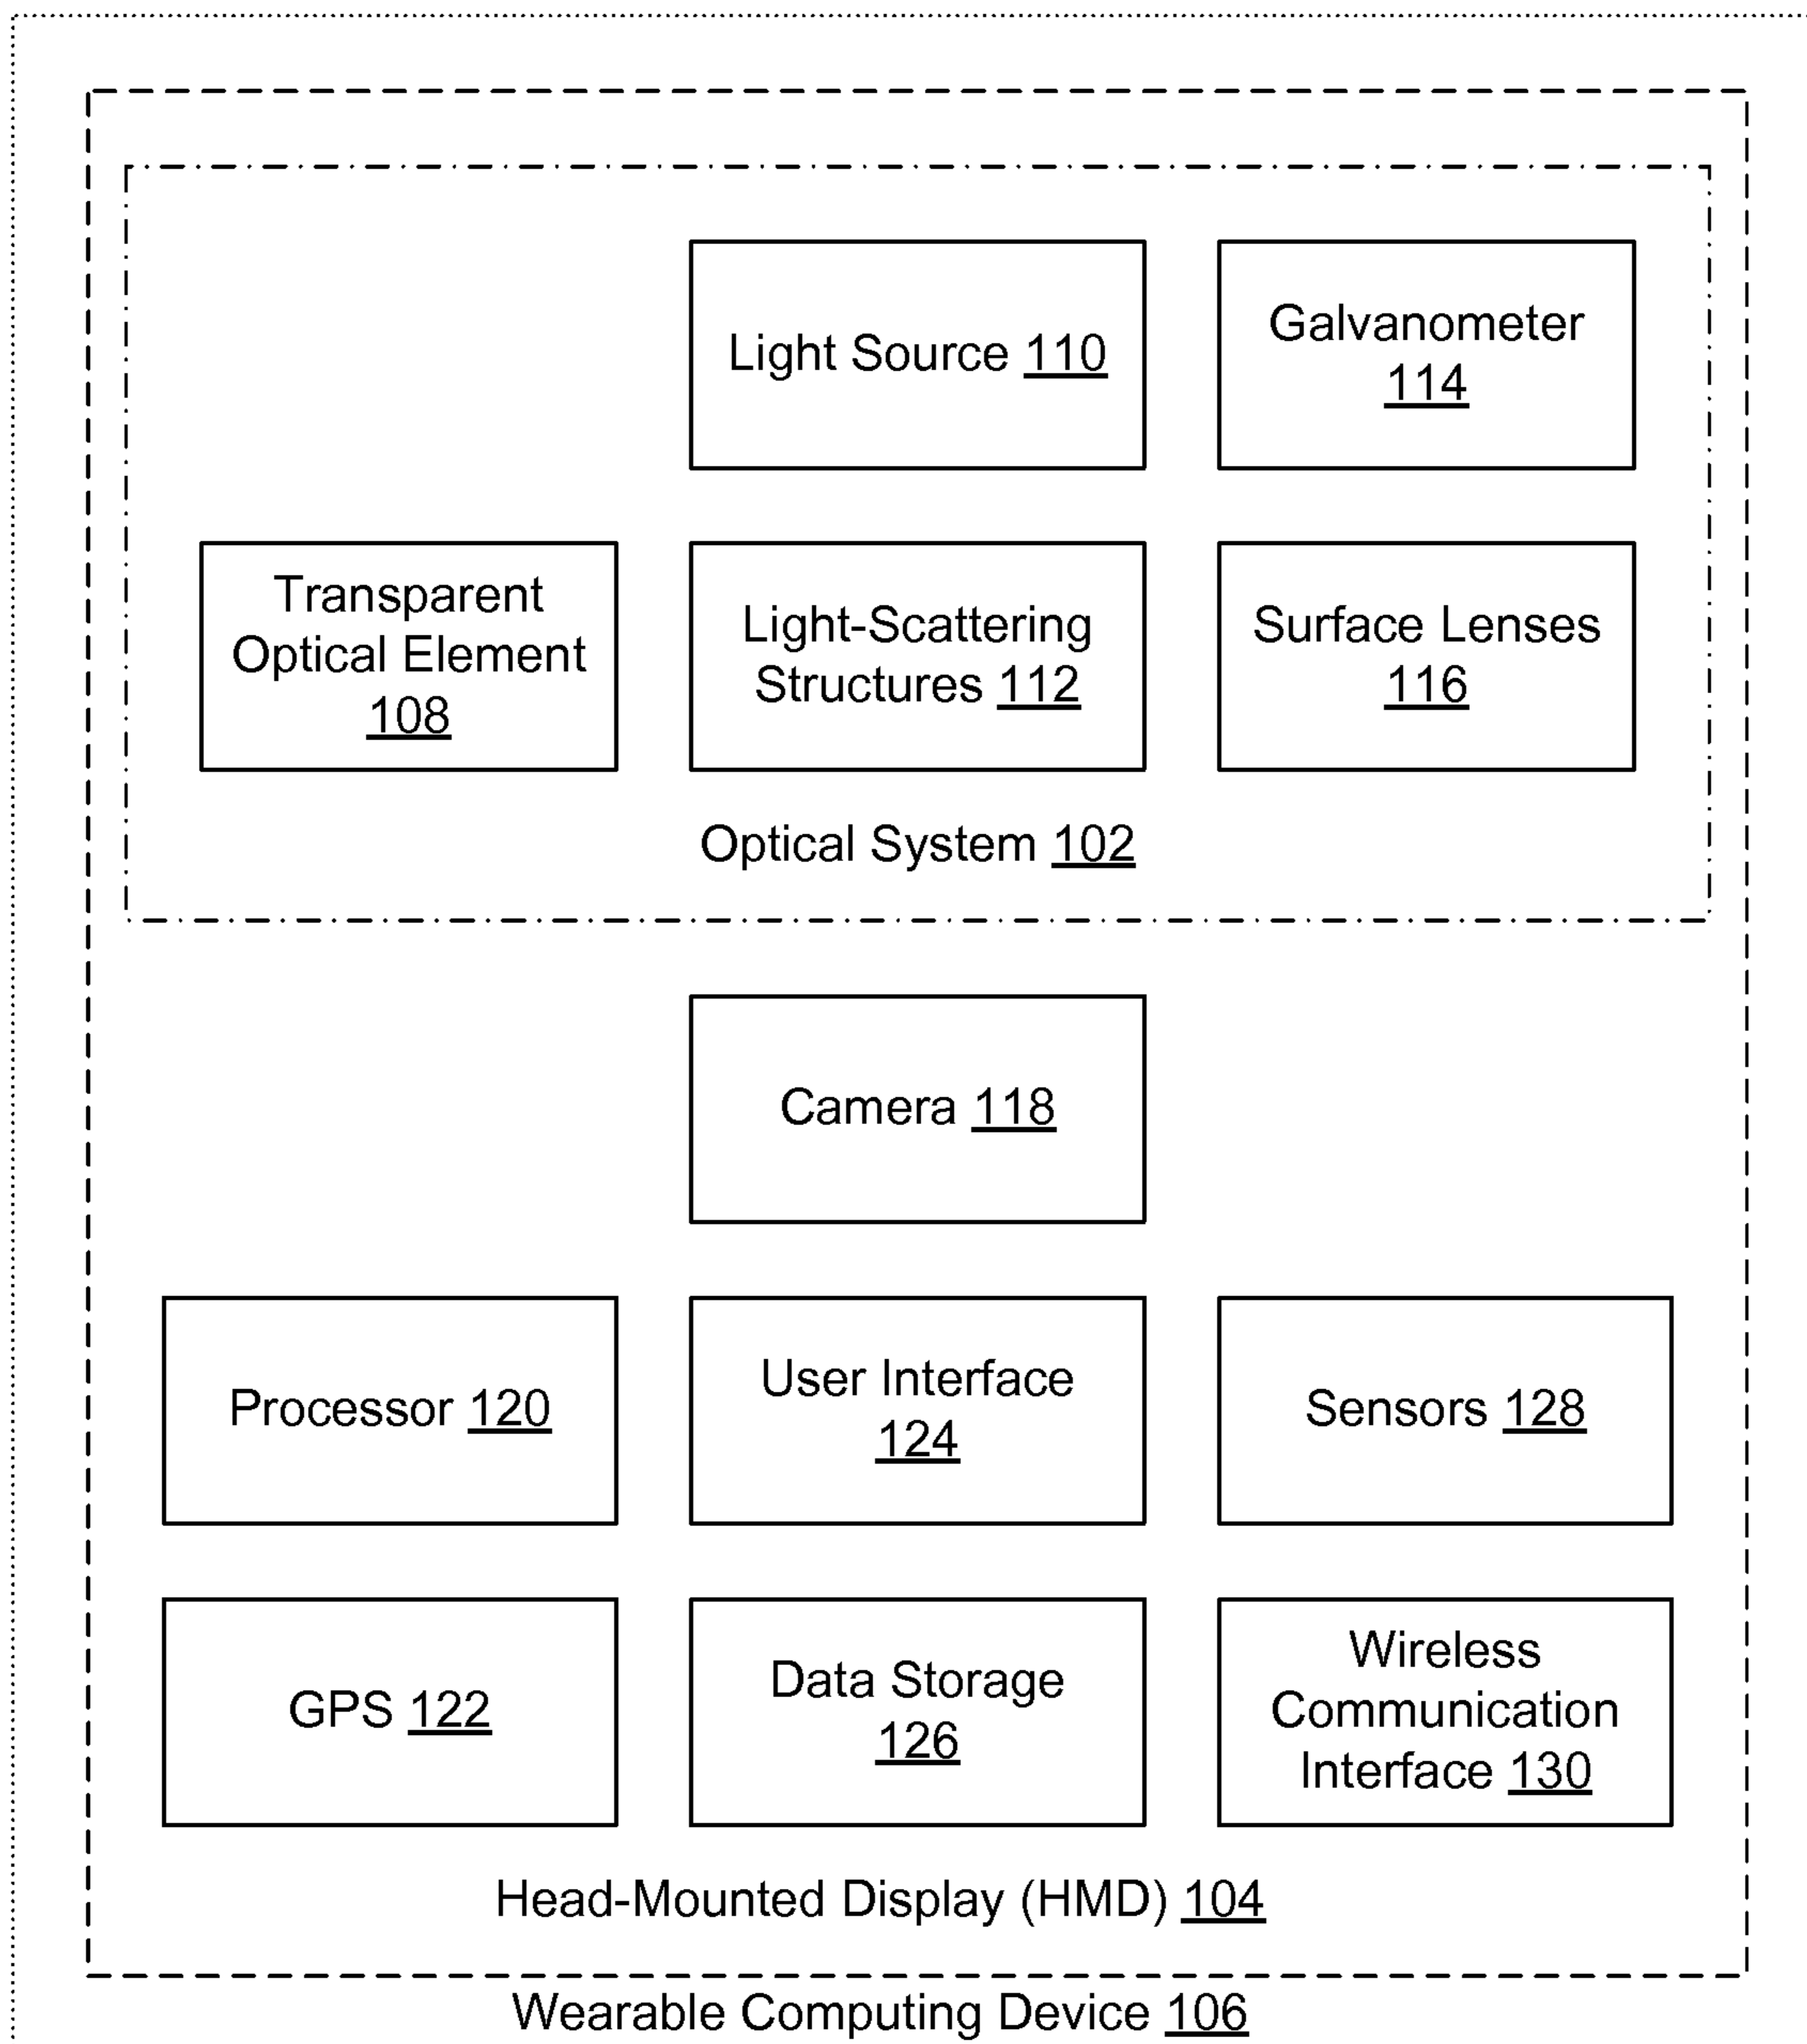 Light Source 110
Galvanometer
114
Transparent
Optical Element
108
Light-Scattering
Structures 112
Surface Lenses
116
Optical System 102
Camera 118
Processor 120
User Interface
124
Sensors 128
GPS 122
Data Storage
126
Wireless
Communication
Interface 130
Head-Mounted Display (HMD) 104
Wearable Computing Device 106